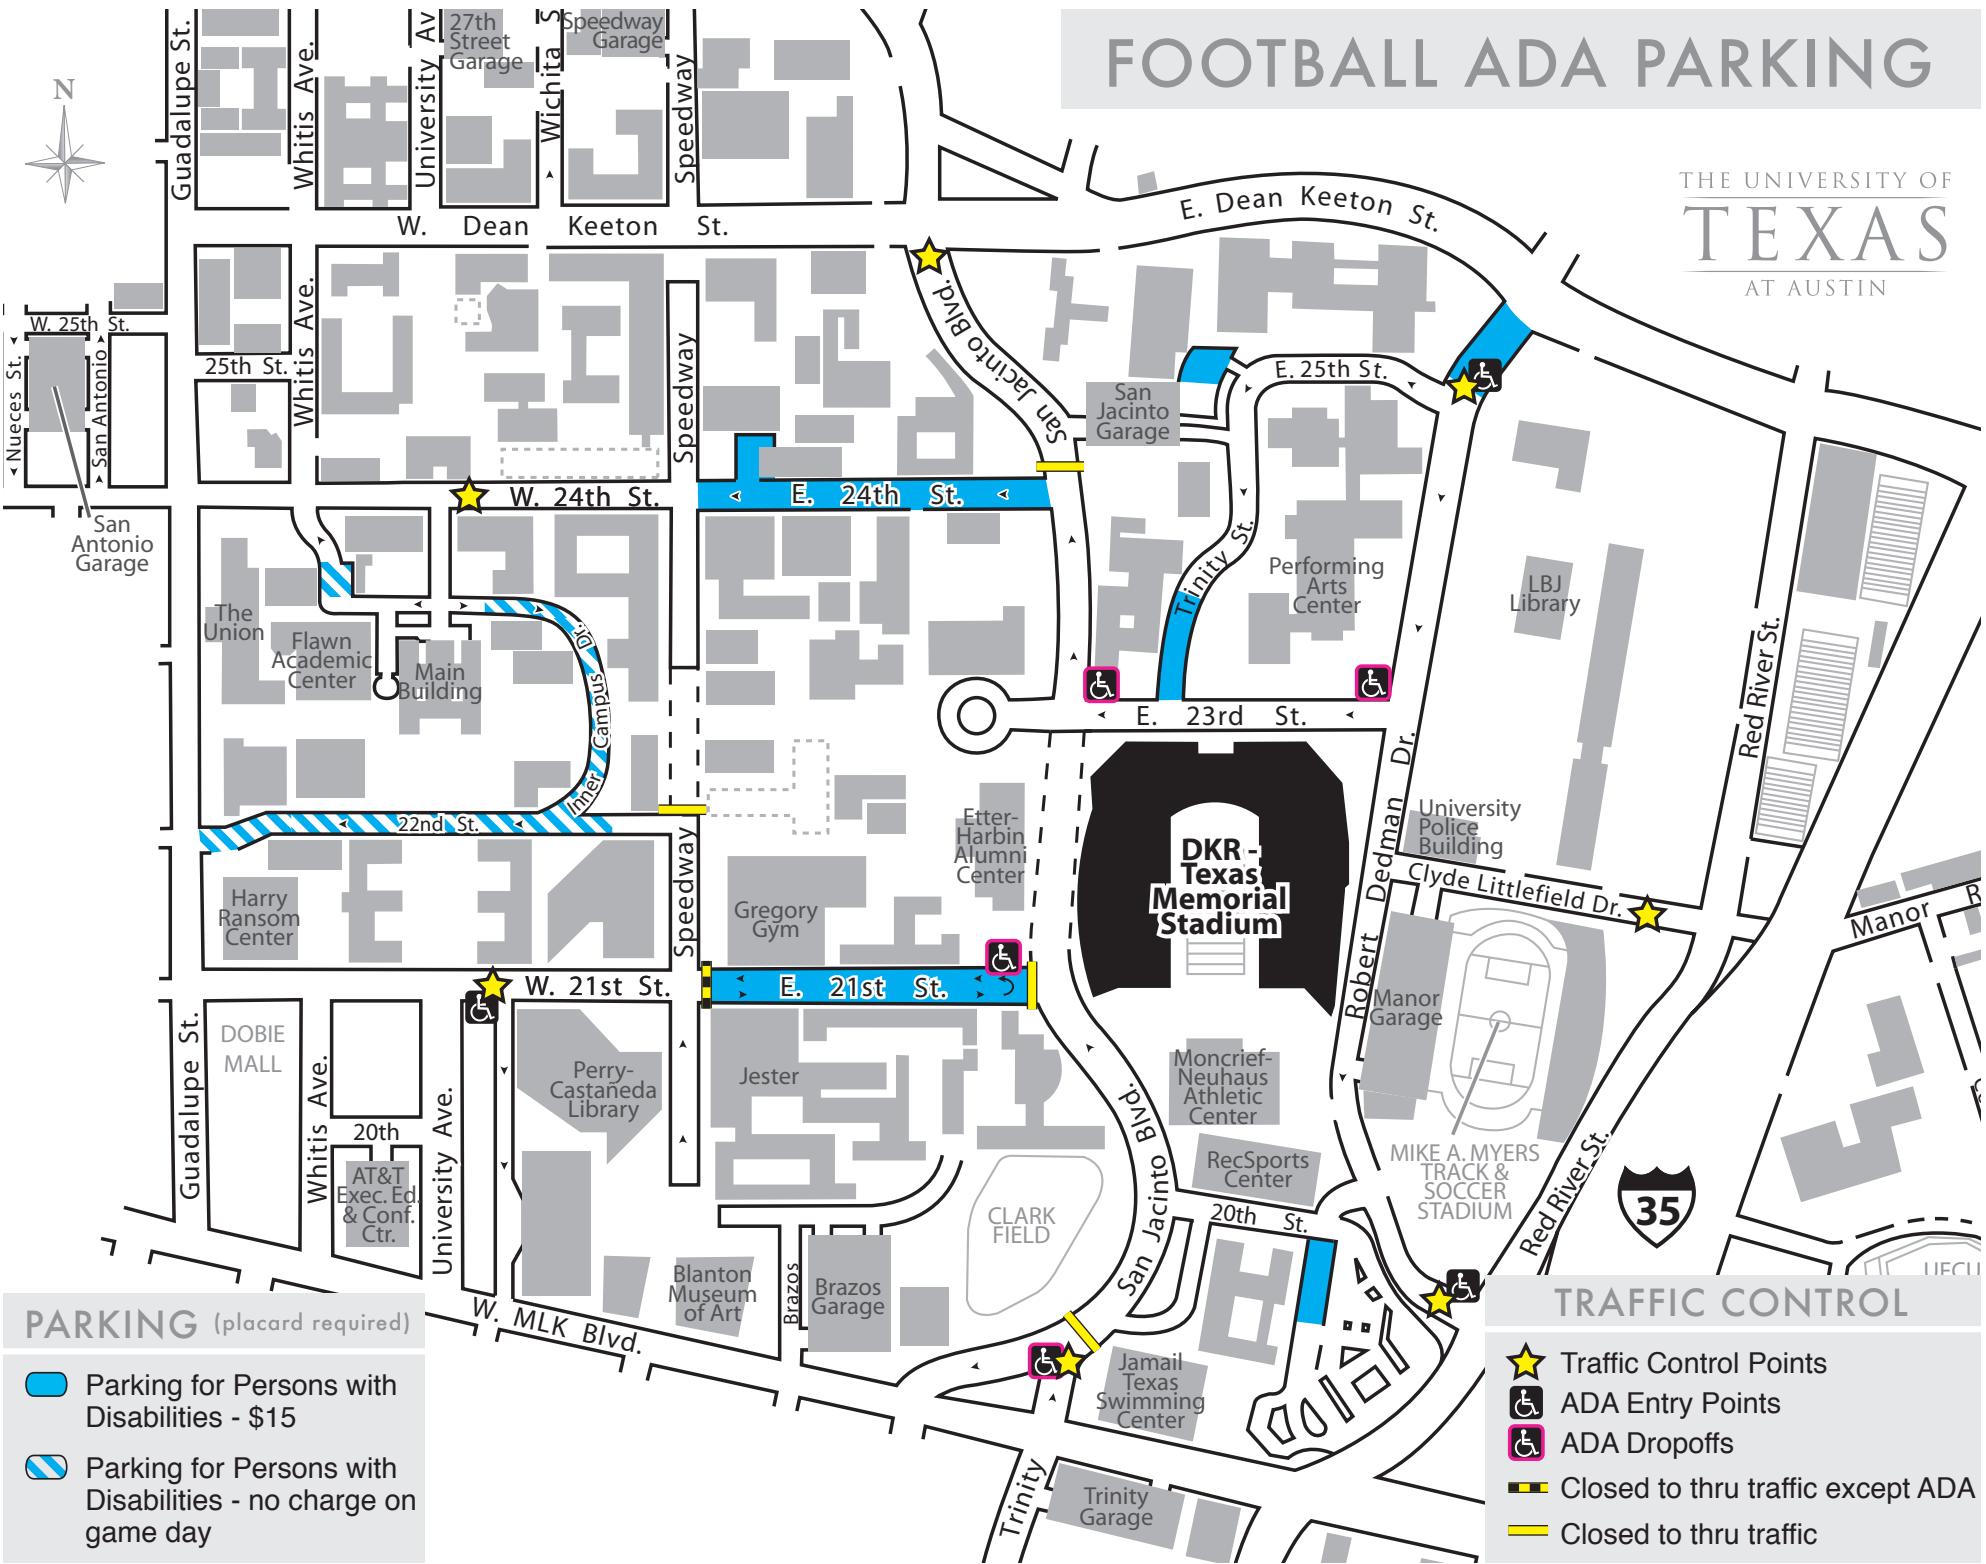 FOOTBALL ADA PARKING
THE UNIVERSITY OF
TEXAS
AT AUSTIN
N
Guadalupe St.
Whitis Ave.
University Av
27th
Street
Garage
Wichita S
Speedway
Garage
Speedway
W. Dean Keeton St.
E. Dean Keeton St.
W. 25th St.
Nueces St.
San Antonio
25th St.
Whitis Ave.
Speedway
San Jacinto Blvd.
San
San
Jacinto
Garage
E. 25th St.
San
Antonio
Garage
W. 24th St.
E. 24th St.
Trinity St.
Performing
Arts
Center
LBJ
Library
Red River St.
Red River St.
The
Union
Flawn
Academic
Center
Main
Building
Inner Campus Dr.
E. 23rd St.
22nd St.
Speedway
Harry
Ransom
Center
Gregory
Gym
Etter-
Harbin
Alumni
Center
DKR -
Texas
Memorial
Stadium
Robert Dedman Dr.
University
Police
Building
Clyde Littlefield Dr.
Manor
R
W. 21st St.
E. 21st St.
Manor
Garage
Guadalupe St.
DOBIE
MALL
Whitis Ave.
20th
AT&T
Exec. Ed.
& Conf.
Ctr.
University Ave.
Perry-
Castañeda
Library
Jester
Moncrief-
Neuhaus
Athletic
Center
San Jacinto Blvd.
RecSports
Center
20th St.
MIKE A. MYERS
TRACK &
SOCCER
STADIUM
Red River St.
35
CLARK
FIELD
UFCU
Blanton
Museum
of Art
Brazos
Brazos
Garage
W. MLK Blvd.
Jamail
Texas
Swimming
Center
Trinity
Trinity
Garage
PARKING (placard required)
Parking for Persons with
Disabilities - $15
Parking for Persons with
Disabilities - no charge on
game day
TRAFFIC CONTROL
Traffic Control Points
ADA Entry Points
ADA Dropoffs
Closed to thru traffic except ADA
Closed to thru traffic